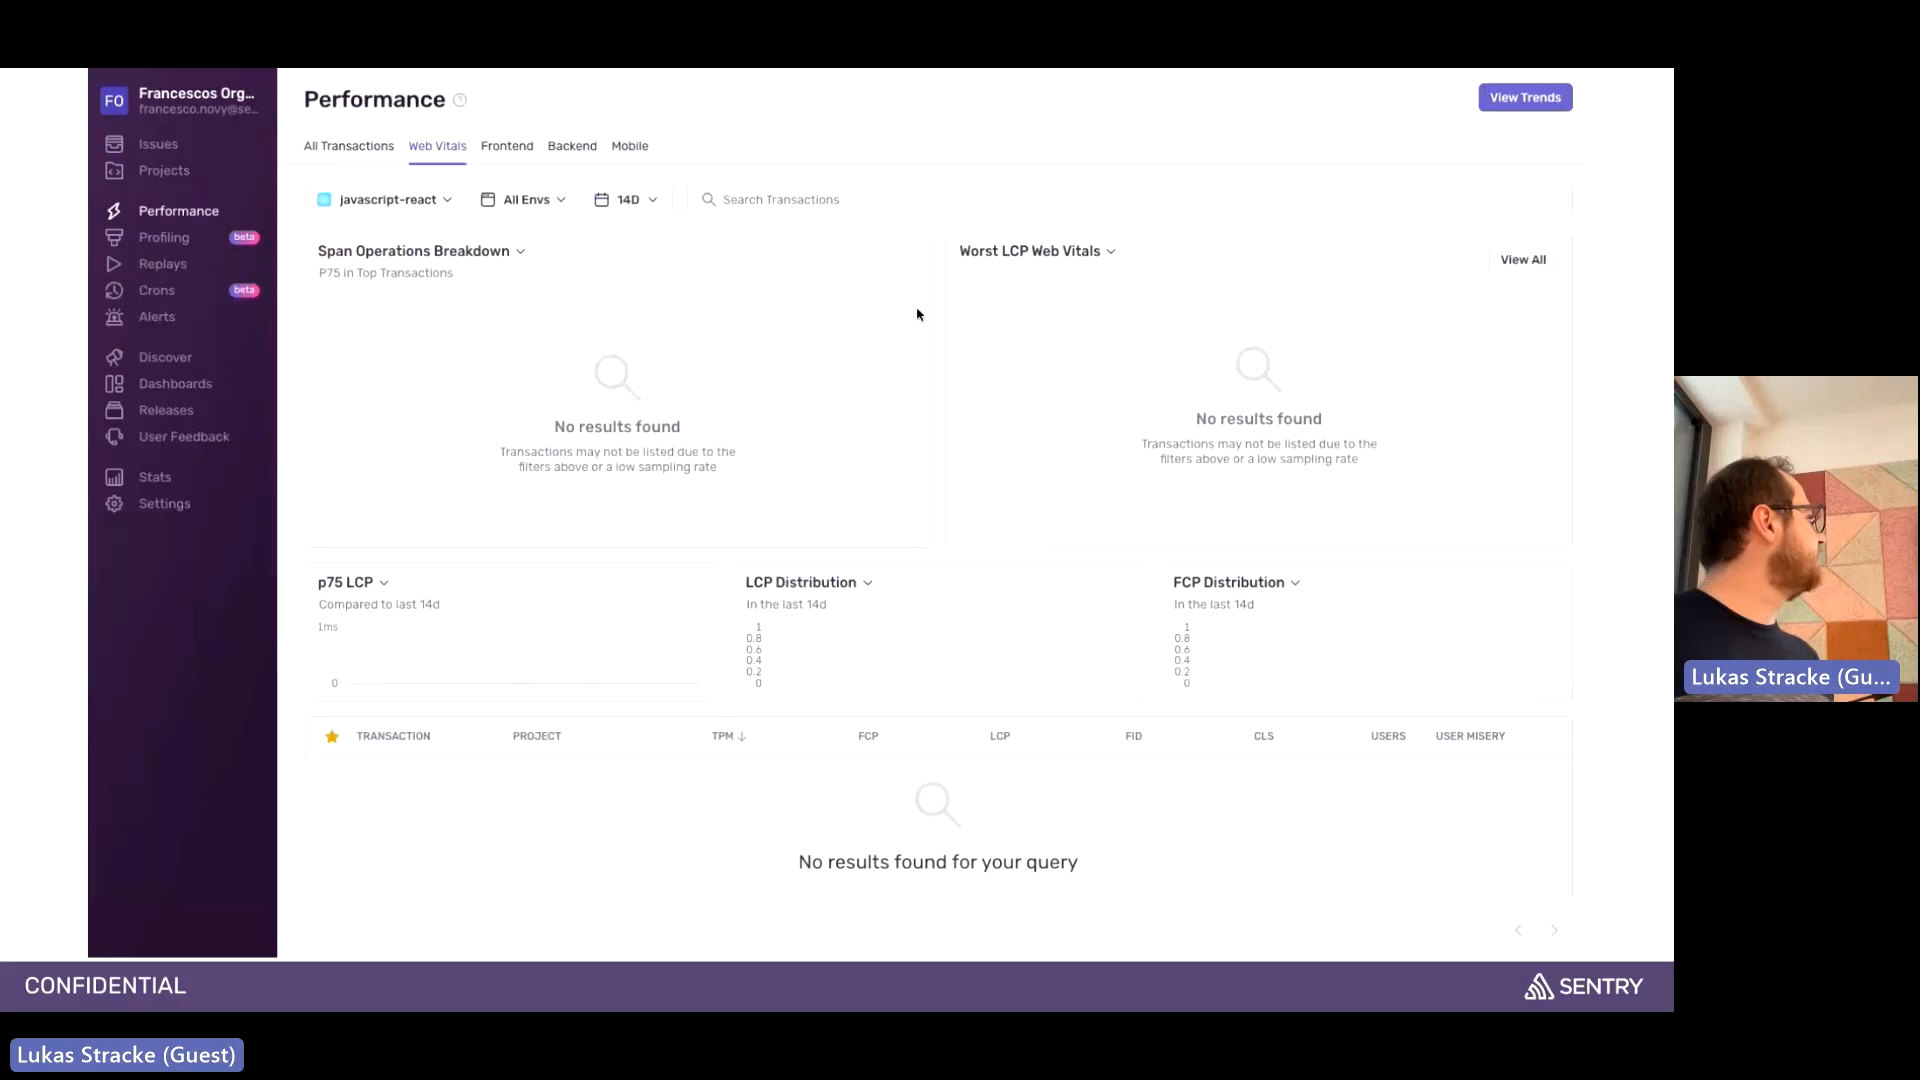 FO
Francescos Org...
francesco.novy@se...
Issues
Projects
Performance
Profiling beta
Replays
Crons beta
Alerts
Discover
Dashboards
Releases
User Feedback
Stats
Settings
Performance ?
View Trends
All Transactions Web Vitals Frontend Backend Mobile
javascript-react All Envs 14D Search Transactions
Span Operations Breakdown
P75 in Top Transactions
No results found
Transactions may not be listed due to the
filters above or a low sampling rate
Worst LCP Web Vitals
View All
No results found
Transactions may not be listed due to the
filters above or a low sampling rate
p75 LCP
Compared to last 14d
1ms
0
LCP Distribution
In the last 14d
1
0.8
0.6
0.4
0.2
0
FCP Distribution
In the last 14d
1
0.8
0.6
0.4
0.2
0
TRANSACTION PROJECT TPM FCP LCP FID CLS USERS USER MISERY
No results found for your query
CONFIDENTIAL
SENTRY
Lukas Stracke (Gu...
Lukas Stracke (Guest)